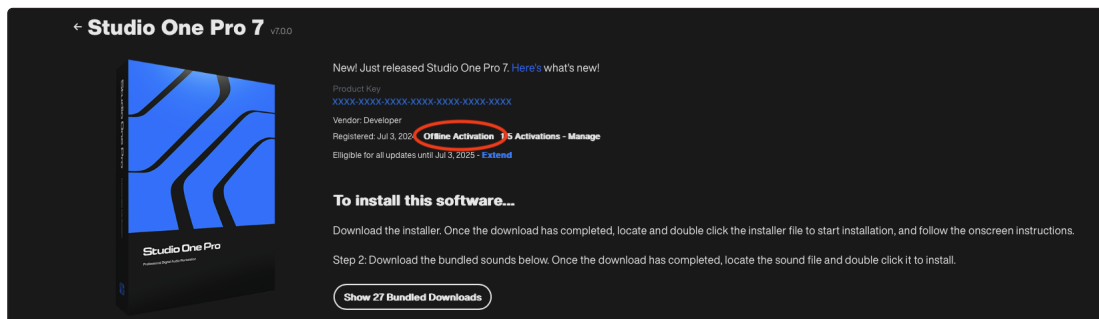 ← Studio One Pro 7 v7.0.0
New! Just released Studio One Pro 7. Here's what's new!
Product Key
XXXX-XXXX-XXXX-XXXX-XXXX-XXXX-XXXX
Vendor: Developer
Registered: Jul 3, 2024 Offline Activation 1/5 Activations - Manage
Elligible for all updates until Jul 3, 2025 - Extend
To install this software...
Download the installer. Once the download has completed, locate and double click the installer file to start installation, and follow the onscreen instructions.
Step 2: Download the bundled sounds below. Once the download has completed, locate the sound file and double click it to install.
Show 27 Bundled Downloads
Studio One Pro
Studio One Pro